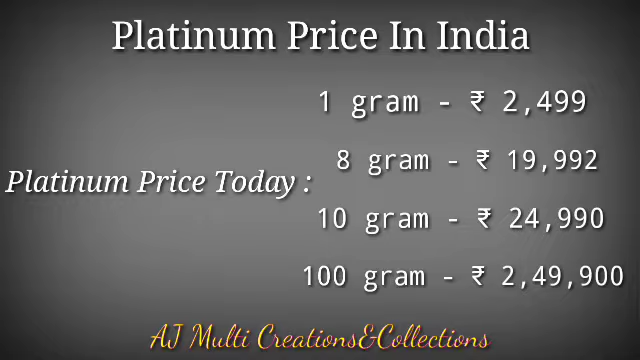 Platinum Price In India
Platinum Price Today :
1 gram - ₹ 2,499
8 gram - ₹ 19,992
10 gram - ₹ 24,990
100 gram - ₹ 2,49,900
AJ Multi Creations&Collections